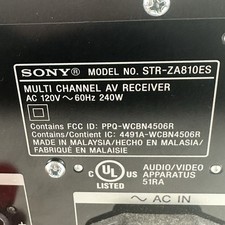 SONY® MODEL NO. STR-ZA810ES
MULTI CHANNEL AV RECEIVER
AC 120V ~ 60Hz 240W
Contains FCC ID: PPQ-WCBN4506R
Contains IC: 4491A-WCBN4506R
MADE IN MALAYSIA/HECHO EN MALASIA/
FABRIQUÉ EN MALAISIE
c UL® US
LISTED
AUDIO/VIDEO
APPARATUS
51RA
~ AC IN